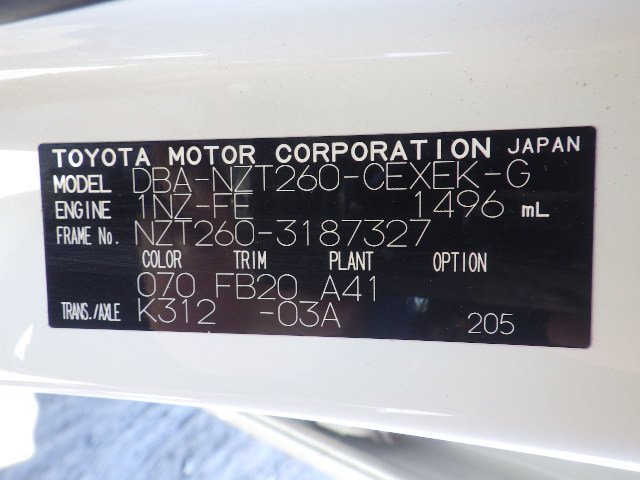 TOYOTA MOTOR CORPORATION JAPAN
MODEL DBA-NZT260-CEXEK-G
ENGINE 1NZ-FE 1496 mL
FRAME No. NZT260-3187327
COLOR TRIM PLANT OPTION
070 FB20 A41
TRANS./AXLE K312 -03A 205